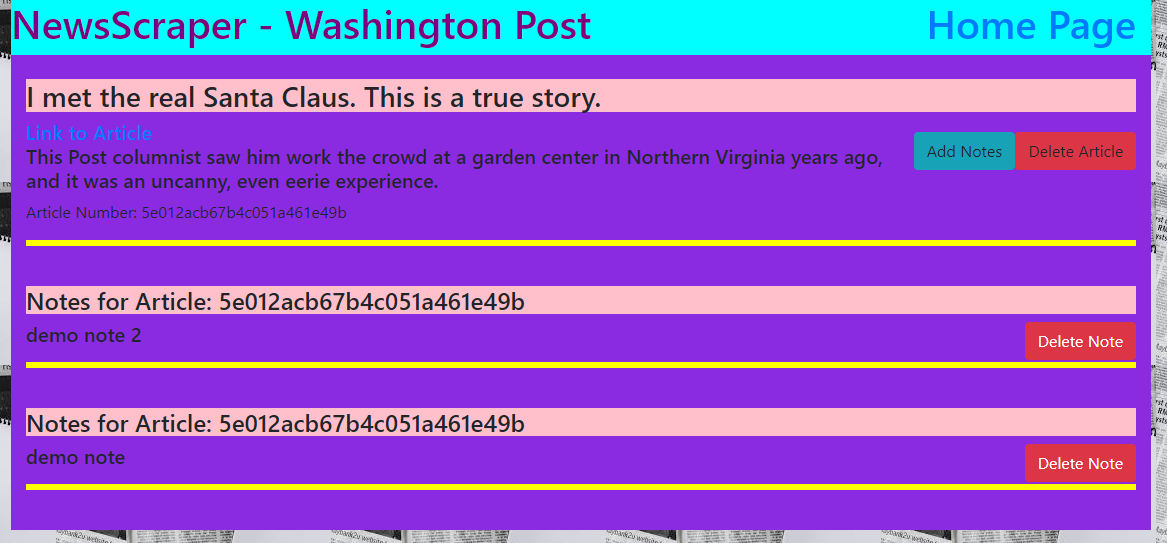 NewsScraper - Washington Post
Home Page
I met the real Santa Claus. This is a true story.
Link to Article
This Post columnist saw him work the crowd at a garden center in Northern Virginia years ago,
and it was an uncanny, even eerie experience.
Add Notes
Delete Article
Article Number: 5e012acb67b4c051a461e49b
Notes for Article: 5e012acb67b4c051a461e49b
demo note 2
Delete Note
Notes for Article: 5e012acb67b4c051a461e49b
demo note
Delete Note